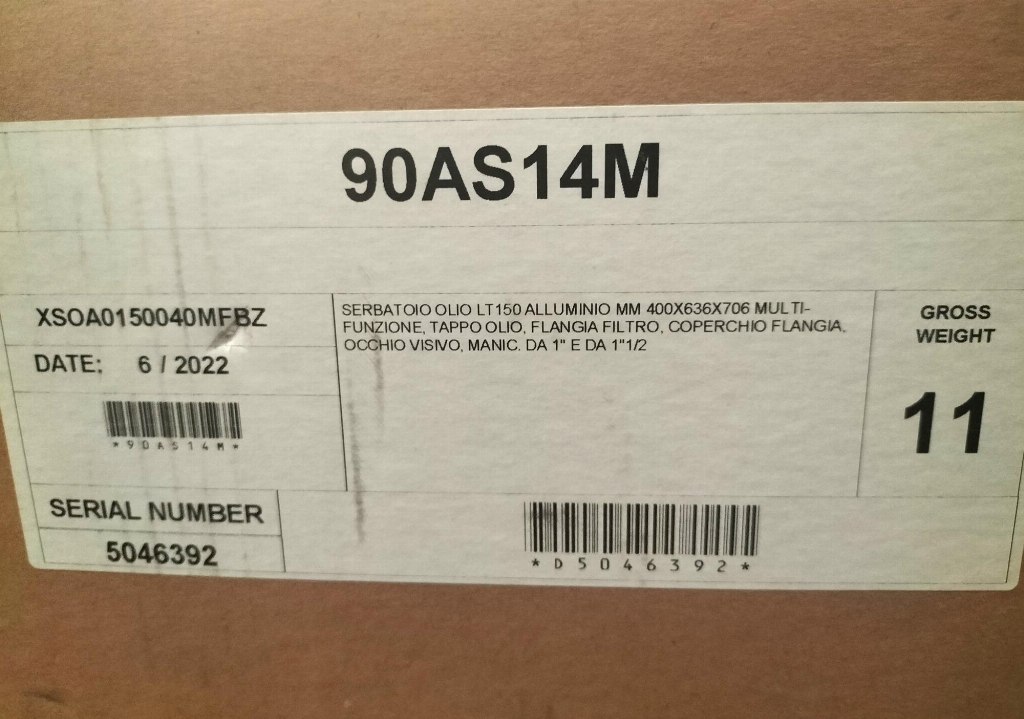 90AS14M
XSOA0150040MFBZ
DATE: 6 / 2022
*90AS14M*
SERBATOIO OLIO LT150 ALLUMINIO MM 400X636X706 MULTI-
FUNZIONE, TAPPO OLIO, FLANGIA FILTRO, COPERCHIO FLANGIA,
OCCHIO VISIVO, MANIC. DA 1" E DA 1"1/2
GROSS
WEIGHT
11
SERIAL NUMBER
5046392
*D5046392*